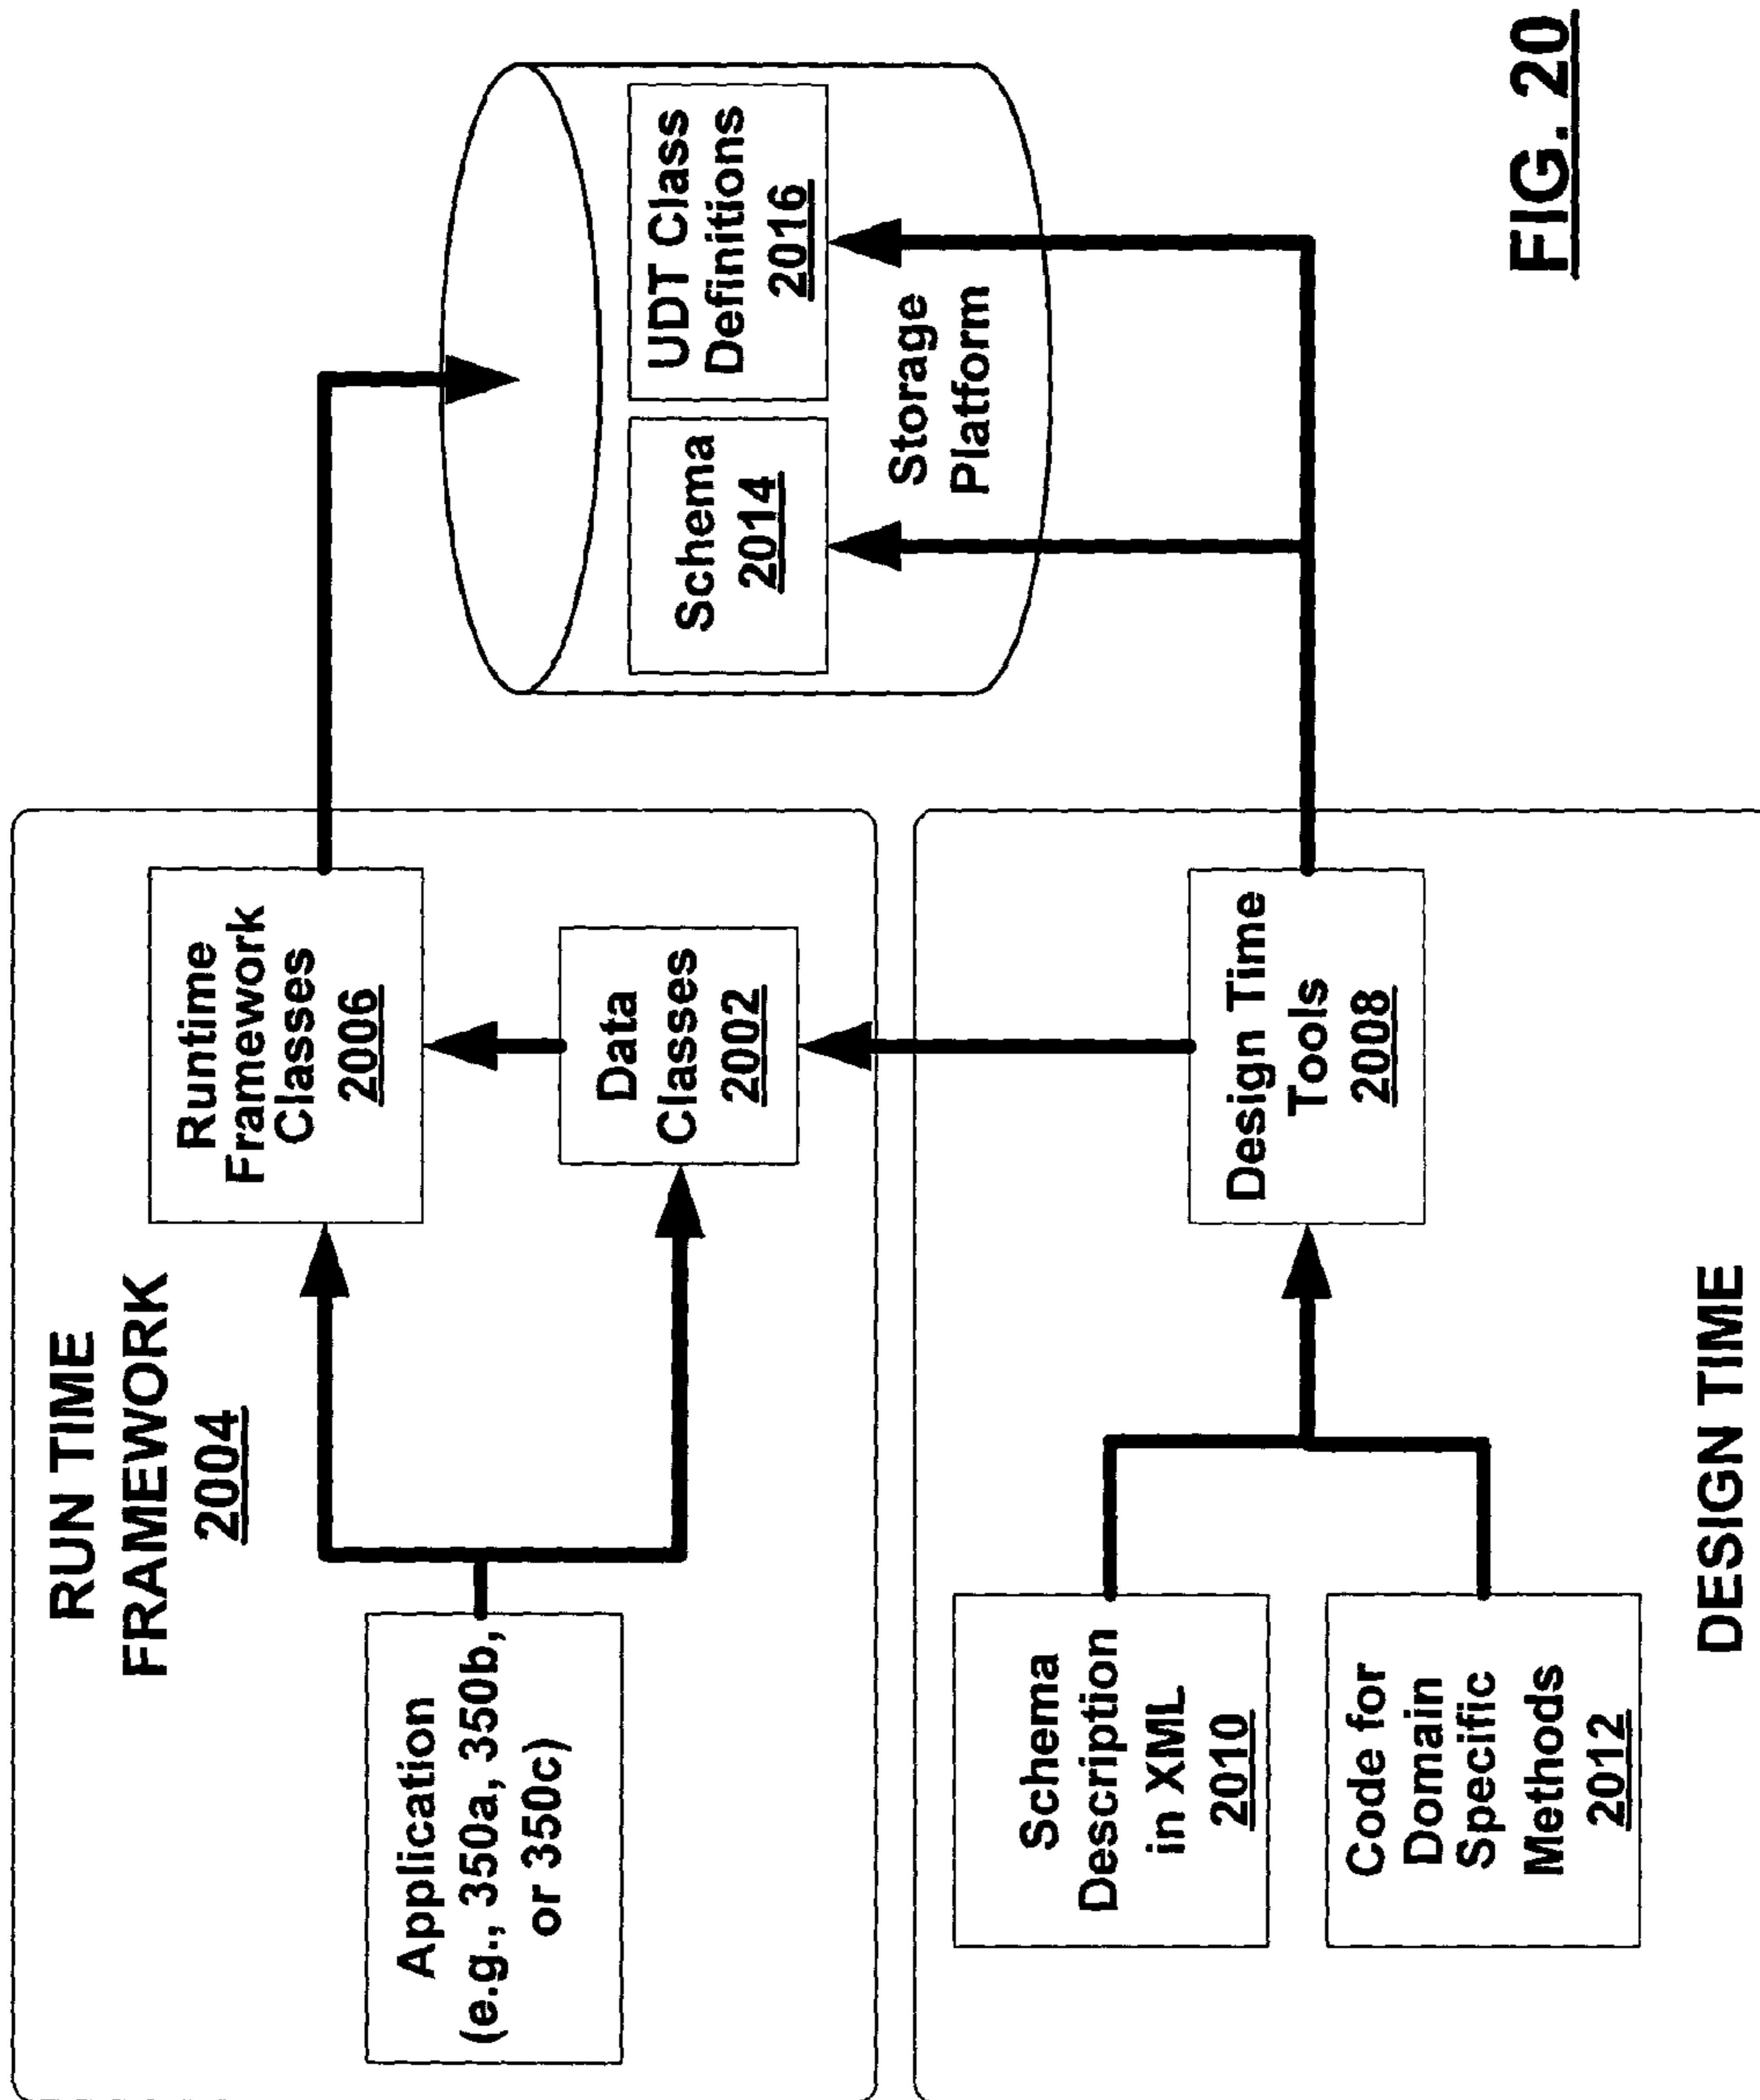 RUN TIME
FRAMEWORK
2004
Application
(e.g., 350a, 350b,
or 350c)
Runtime
Framework
Classes
2006
Data
Classes
2002
Schema
2014
UDT Class
Definitions
2016
Storage
Platform
Schema
Description
in XML
2010
Code for
Domain
Specific
Methods
2012
Design Time
Tools
2008
DESIGN TIME
FIG. 20